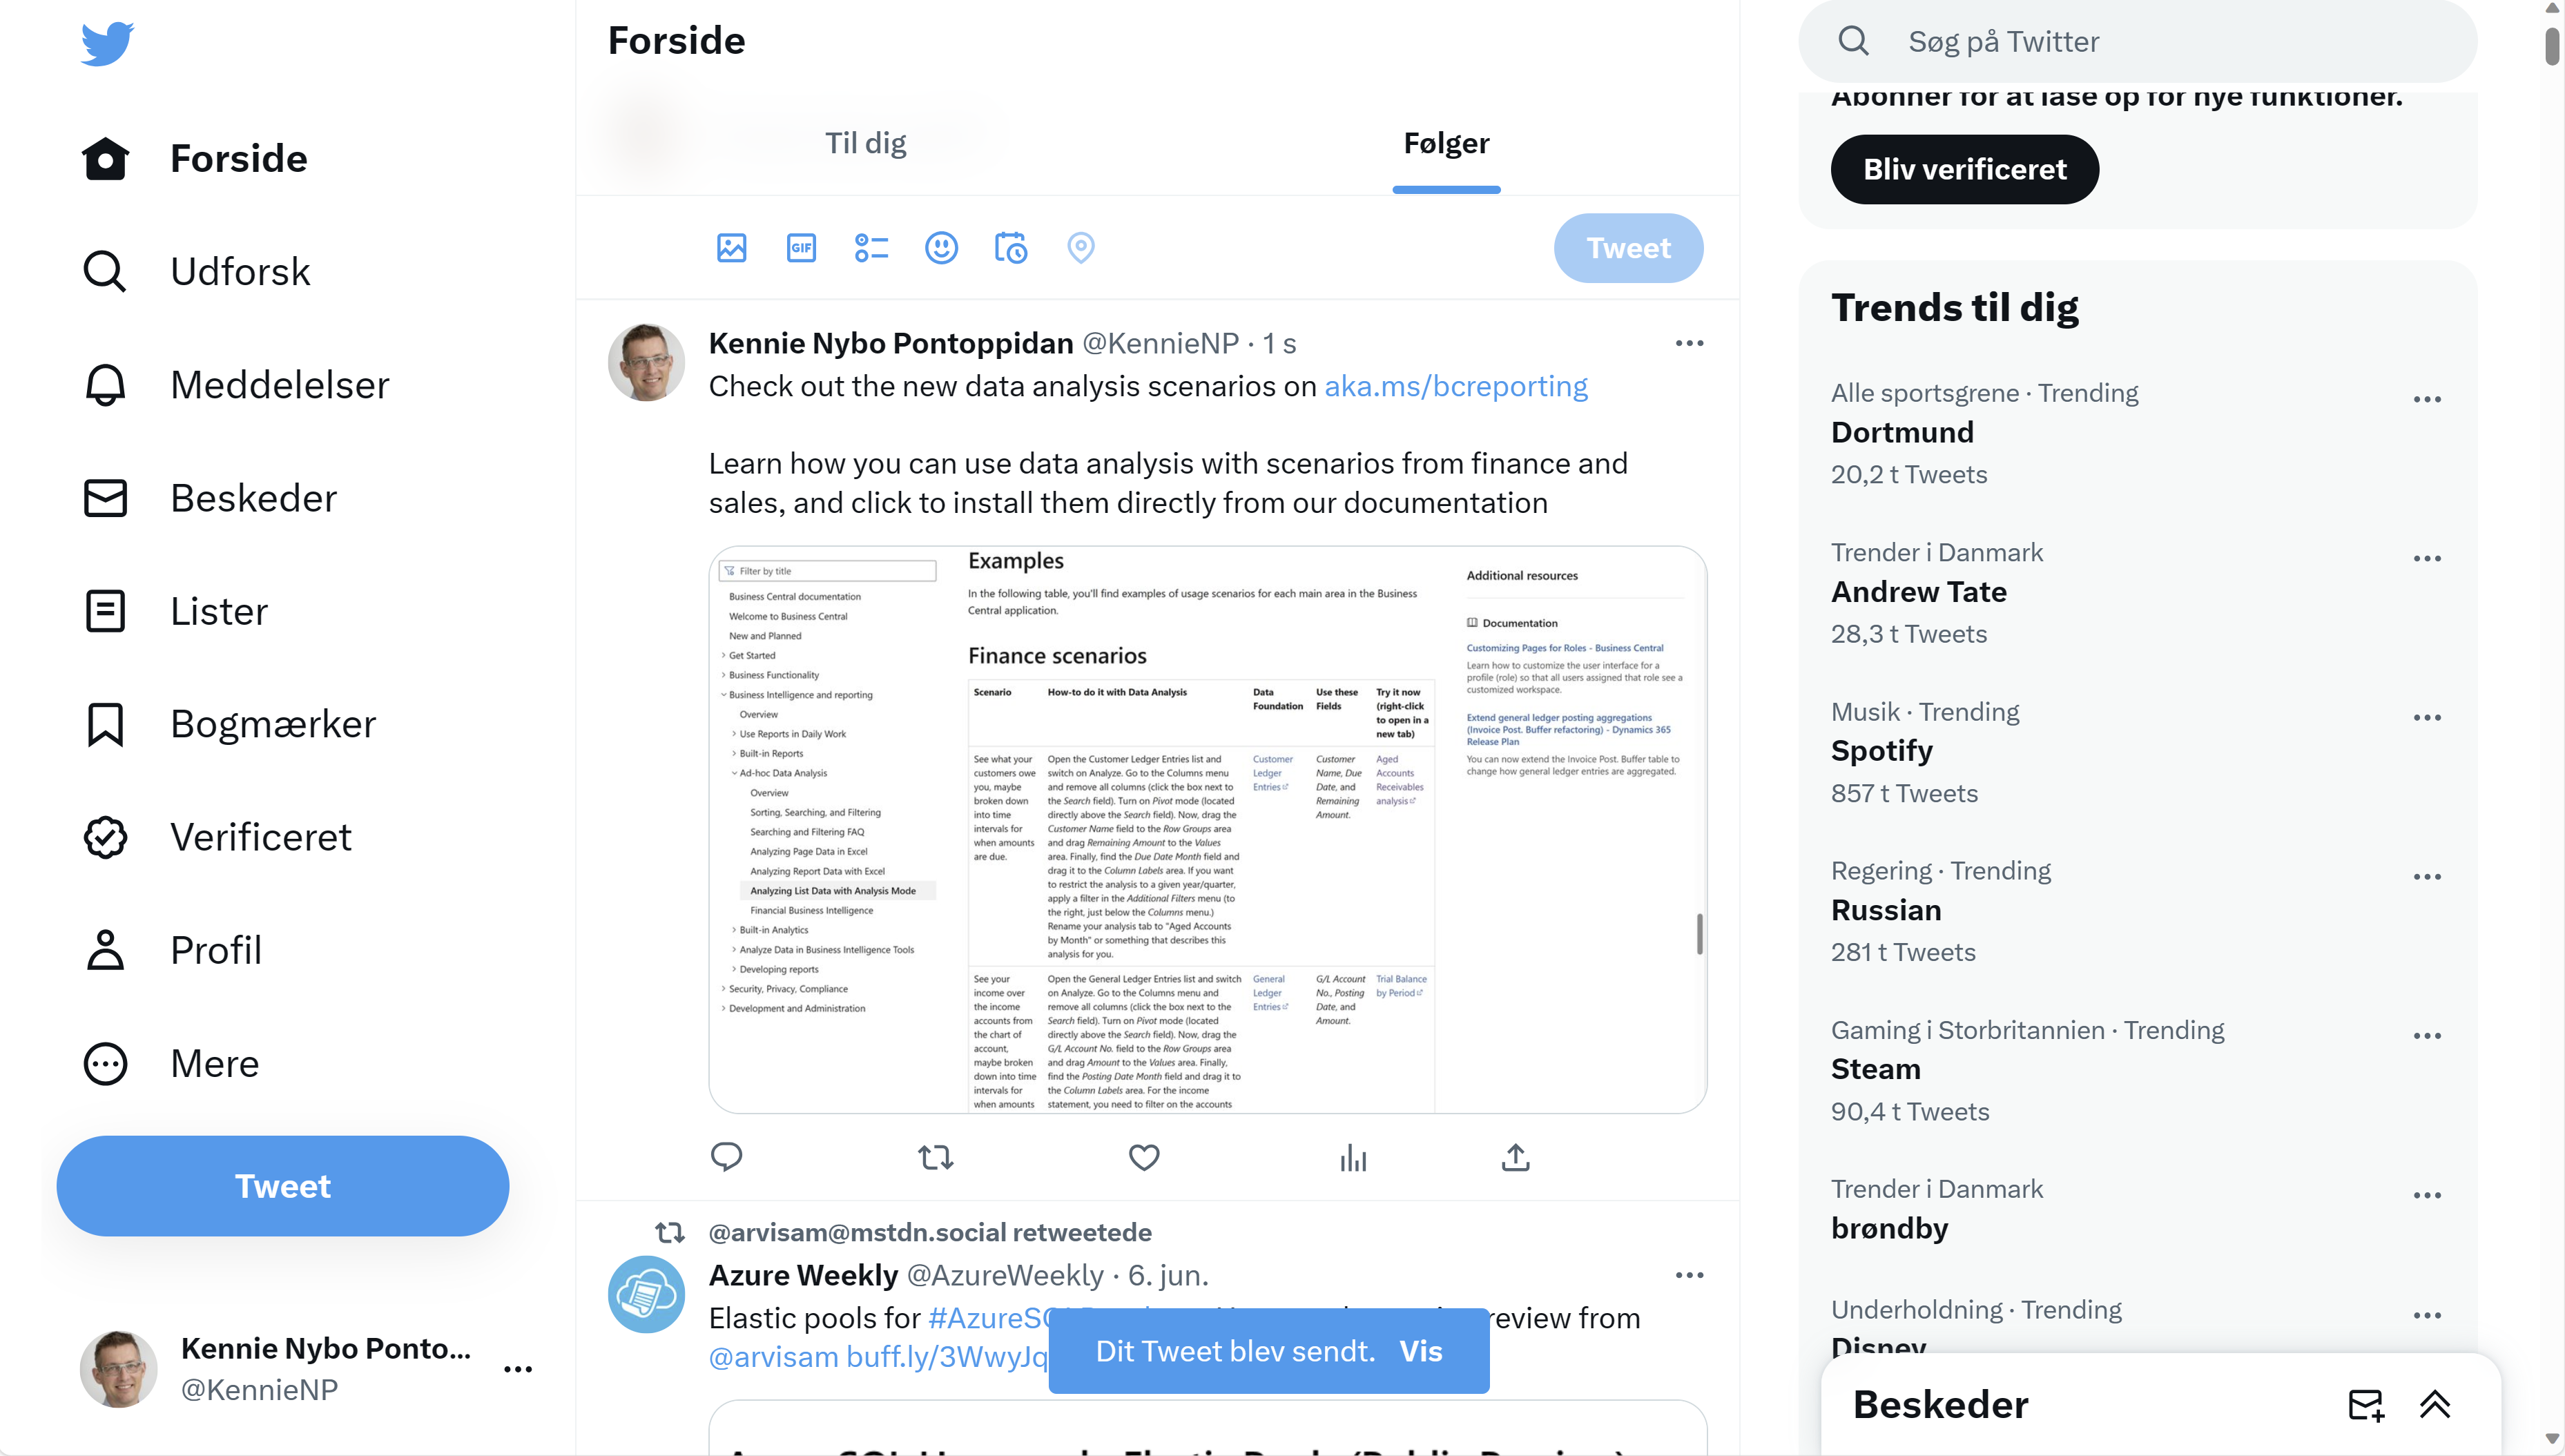 Forside
Udforsk
Meddelelser
Beskeder
Lister
Bogmærker
Verificeret
Profil
Mere
Tweet
Kennie Nybo Ponto...
@KennieNP
Forside
Til dig
Følger
GIF
Tweet
Kennie Nybo Pontoppidan @KennieNP · 1 s
Check out the new data analysis scenarios on aka.ms/bcreporting
Learn how you can use data analysis with scenarios from finance and
sales, and click to install them directly from our documentation
Filter by title
Business Central documentation
Welcome to Business Central
New and Planned
Get Started
Business Functionality
Business Intelligence and reporting
Overview
Use Reports in Daily Work
Built-in Reports
Ad-hoc Data Analysis
Overview
Sorting, Searching, and Filtering
Searching and Filtering FAQ
Analyzing Page Data in Excel
Analyzing Report Data with Excel
Analyzing List Data with Analysis Mode
Financial Business Intelligence
Built-in Analytics
Analyze Data in Business Intelligence Tools
Developing reports
Security, Privacy, Compliance
Development and Administration
Examples
In the following table, you'll find examples of usage scenarios for each main area in the Business
Central application.
Finance scenarios
Scenario
How-to do it with Data Analysis
Data
Foundation
Use these
Fields
Try it now
(right-click
to open in a
new tab)
See what your
customers owe
you, maybe
broken down
into time
intervals for
when amounts
are due.
Open the Customer Ledger Entries list and
switch on Analyze. Go to the Columns menu
and remove all columns (click the box next to
the Search field). Turn on Pivot mode (located
directly above the Search field). Now, drag the
Customer Name field to the Row Groups area
and drag Remaining Amount to the Values
area. Finally, find the Due Date Month field and
drag it to the Column Labels area. If you want
to restrict the analysis to a given year/quarter,
apply a filter in the Additional Filters menu (to
the right, just below the Columns menu.)
Rename your analysis tab to "Aged Accounts
by Month" or something that describes this
analysis for you.
Customer
Ledger
Entries
Customer
Name, Due
Date, and
Remaining
Amount.
Aged
Accounts
Receivables
analysis
See your
income over
the income
accounts from
the chart of
account,
maybe broken
down into time
intervals for
when amounts
Open the General Ledger Entries list and switch
on Analyze. Go to the Columns menu and
remove all columns (click the box next to the
Search field). Turn on Pivot mode (located
directly above the Search field). Now, drag the
G/L Account No. field to the Row Groups area
and drag Amount to the Values area. Finally,
find the Posting Date Month field and drag it to
the Column Labels area. For the income
statement, you need to filter on the accounts
General
Ledger
Entries
G/L Account
No., Posting
Date, and
Amount.
Trial Balance
by Period
Additional resources
Documentation
Customizing Pages for Roles - Business Central
Learn how to customize the user interface for a
profile (role) so that all users assigned that role see a
customized workspace.
Extend general ledger posting aggregations
(Invoice Post. Buffer refactoring) - Dynamics 365
Release Plan
You can now extend the Invoice Post. Buffer table to
change how general ledger entries are aggregated.
@arvisam@mstdn.social retweetede
Azure Weekly @AzureWeekly · 6. jun.
Elastic pools for
review from
@arvisam buff.ly/3WwyJq
Dit Tweet blev sendt. Vis
Søg på Twitter
Abonner for at låse op for nye funktioner.
Bliv verificeret
Trends til dig
Alle sportsgrene · Trending
Dortmund
20,2 t Tweets
Trender i Danmark
Andrew Tate
28,3 t Tweets
Musik · Trending
Spotify
857 t Tweets
Regering · Trending
Russian
281 t Tweets
Gaming i Storbritannien · Trending
Steam
90,4 t Tweets
Trender i Danmark
brøndby
Underholdning · Trending
Disney
Beskeder